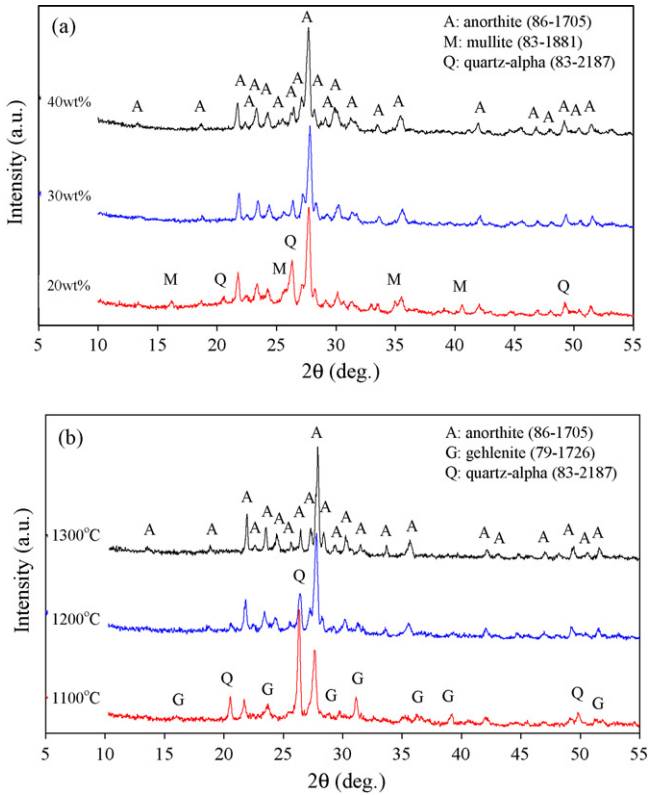 (a)
A: anorthite (86-1705)
M: mullite (83-1881)
Q: quartz-alpha (83-2187)
A
A A A A A A A A
A A A A A A A A A A A A
40wt%
30wt%
Q
M Q M M M Q
20wt%
Intensity (a.u.)
5 10 15 20 25 30 35 40 45 50 55
2θ (deg.)
(b)
A: anorthite (86-1705)
G: gehlenite (79-1726)
Q: quartz-alpha (83-2187)
A
A A A A A A A A
A A A A A A A A A A A A A
1300°C
Q
1200°C
G Q G G G G G Q G
1100°C
Intensity (a.u.)
5 10 15 20 25 30 35 40 45 50 55
2θ (deg.)